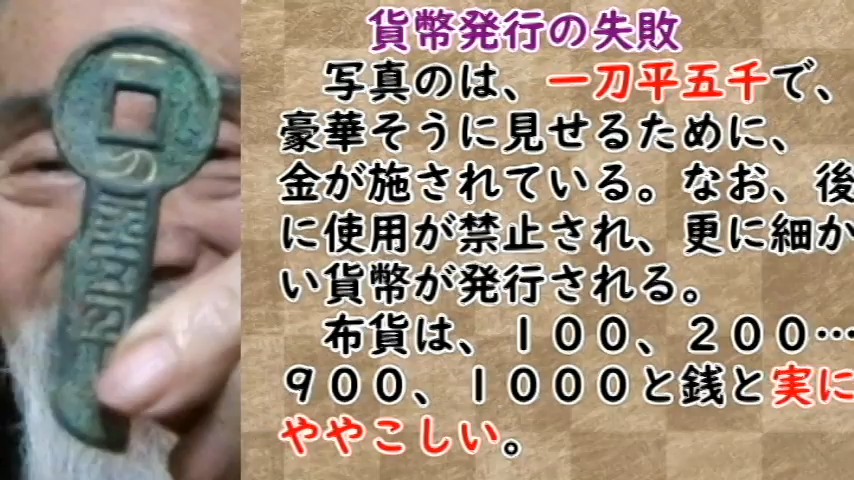 貨幣発行の失敗
写真のは、一刀平五千で、
豪華そうに見せるために、
金が施されている。なお、後
に使用が禁止され、更に細か
い貨幣が発行される。
布貨は、１００、２００…
９００、１０００と銭と実に
ややこしい。